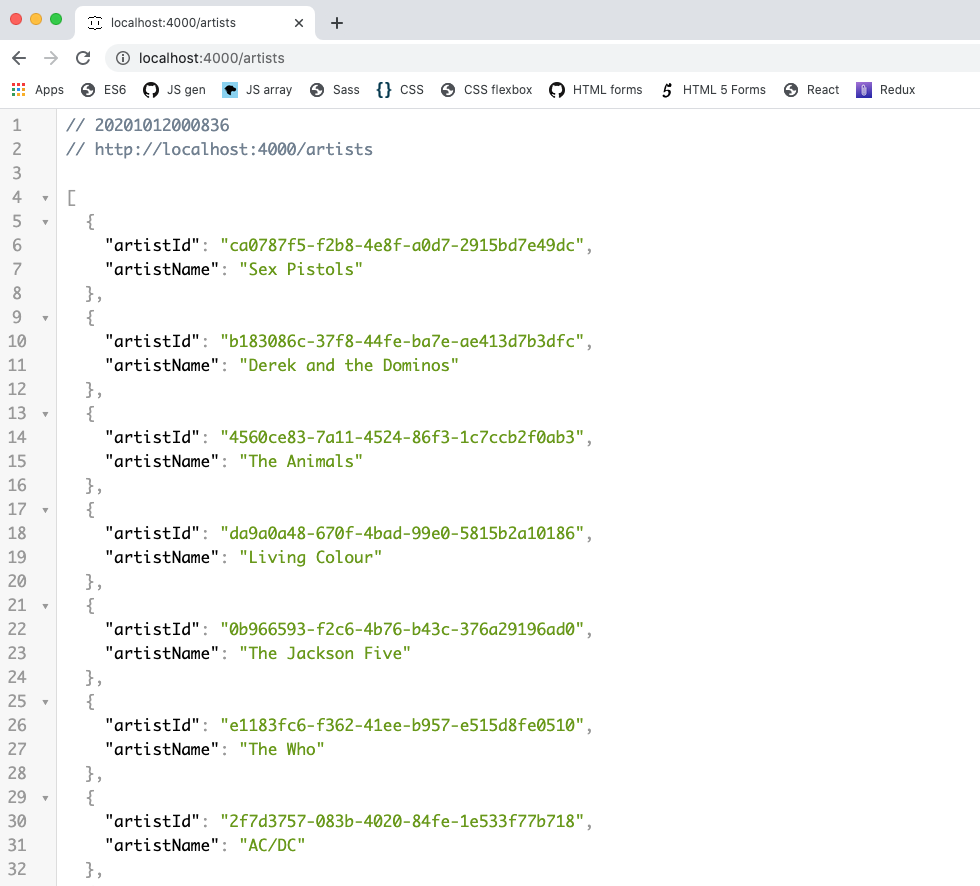 localhost:4000/artists
localhost:4000/artists
Apps ES6 JS gen JS array Sass {} CSS CSS flexbox HTML forms 5 HTML 5 Forms React Redux
1 // 20201012000836
2 // http://localhost:4000/artists
3
4 [
5 {
6 "artistId": "ca0787f5-f2b8-4e8f-a0d7-2915bd7e49dc",
7 "artistName": "Sex Pistols"
8 },
9 {
10 "artistId": "b183086c-37f8-44fe-ba7e-ae413d7b3dfc",
11 "artistName": "Derek and the Dominos"
12 },
13 {
14 "artistId": "4560ce83-7a11-4524-86f3-1c7ccb2f0ab3",
15 "artistName": "The Animals"
16 },
17 {
18 "artistId": "da9a0a48-670f-4bad-99e0-5815b2a10186",
19 "artistName": "Living Colour"
20 },
21 {
22 "artistId": "0b966593-f2c6-4b76-b43c-376a29196ad0",
23 "artistName": "The Jackson Five"
24 },
25 {
26 "artistId": "e1183fc6-f362-41ee-b957-e515d8fe0510",
27 "artistName": "The Who"
28 },
29 {
30 "artistId": "2f7d3757-083b-4020-84fe-1e533f77b718",
31 "artistName": "AC/DC"
32 },